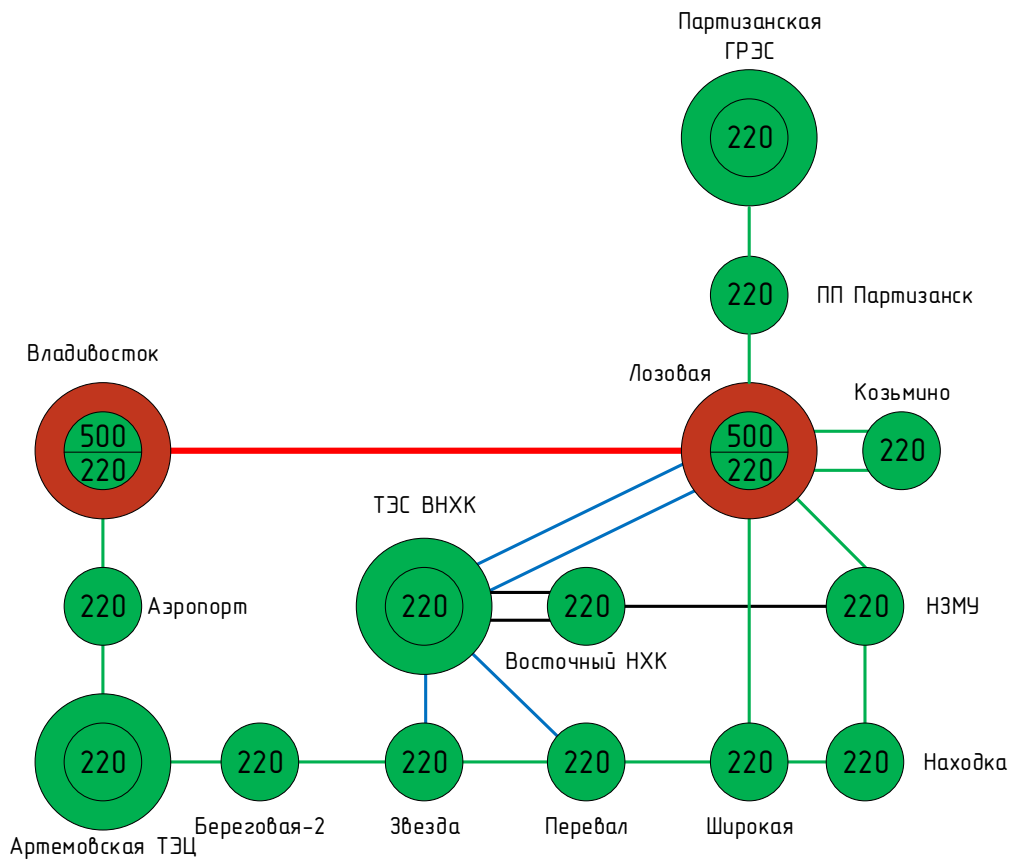 Партизанская
ГРЭС
220
220
ПП Партизанск
Владивосток
Лозовая
Козьмино
500
220
500
220
220
ТЭС ВНХК
220
Аэропорт
220
220
220
НЗМУ
Восточный НХК
220
220
220
220
220
220
Находка
Береговая-2
Звезда
Перевал
Широкая
Артемовская ТЭЦ